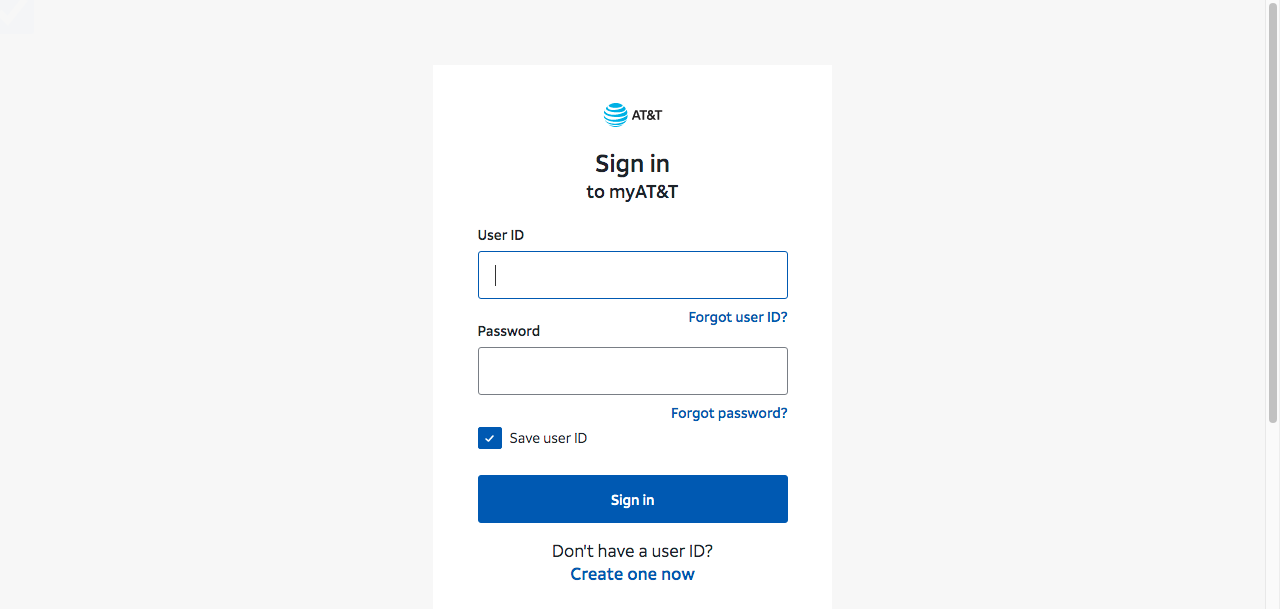 AT&T
Sign in
to myAT&T
User ID
Forgot user ID?
Password
Forgot password?
Save user ID
Sign in
Don't have a user ID?
Create one now